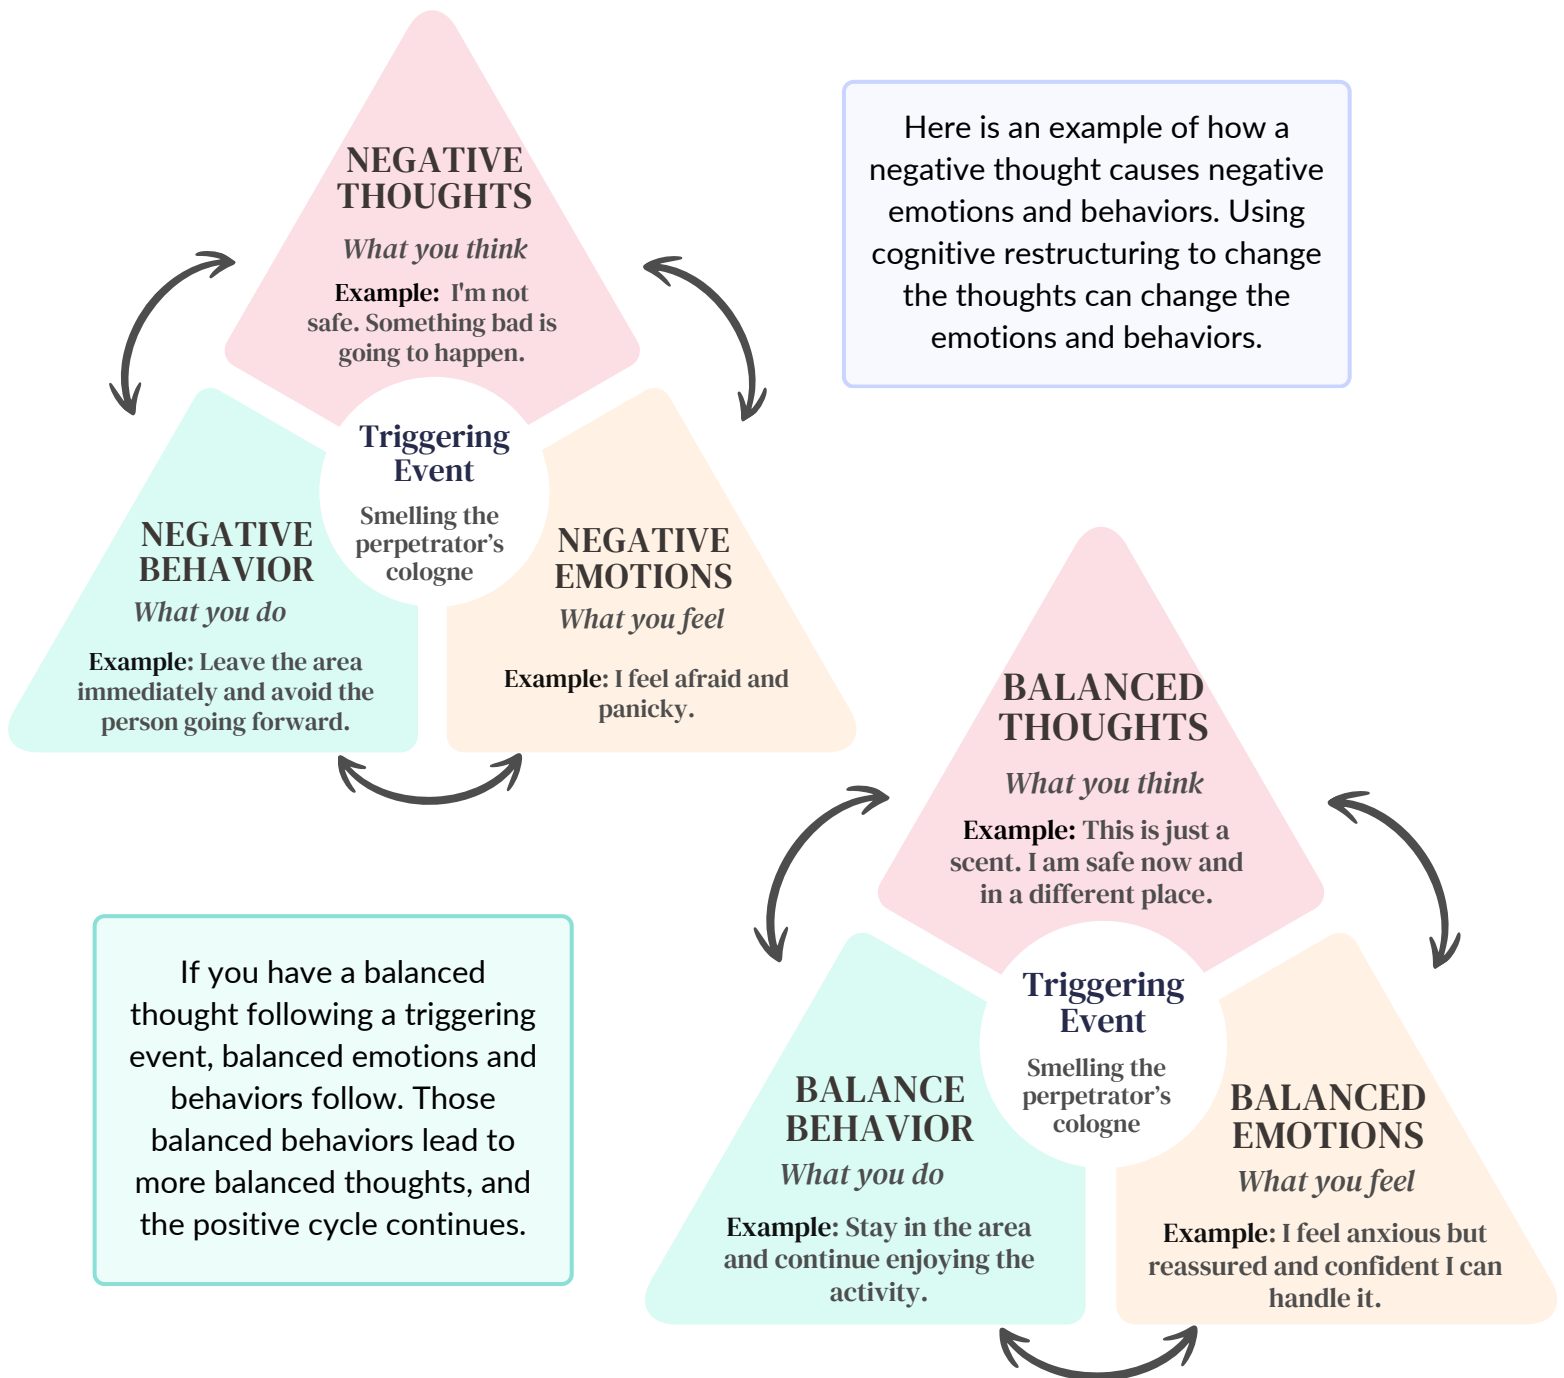 NEGATIVE
THOUGHTS
What you think
Example: I'm not
safe. Something bad is
going to happen.
Triggering
Event
Smelling the
perpetrator's
cologne
NEGATIVE
BEHAVIOR
What you do
Example: Leave the area
immediately and avoid the
person going forward.
NEGATIVE
EMOTIONS
What you feel
Example: I feel afraid and
panicky.
Here is an example of how a
negative thought causes negative
emotions and behaviors. Using
cognitive restructuring to change
the thoughts can change the
emotions and behaviors.
If you have a balanced
thought following a triggering
event, balanced emotions and
behaviors follow. Those
balanced behaviors lead to
more balanced thoughts, and
the positive cycle continues.
BALANCED
THOUGHTS
What you think
Example: This is just a
scent. I am safe now and
in a different place.
Triggering
Event
Smelling the
perpetrator's
cologne
BALANCE
BEHAVIOR
What you do
Example: Stay in the area
and continue enjoying the
activity.
BALANCED
EMOTIONS
What you feel
Example: I feel anxious but
reassured and confident I can
handle it.